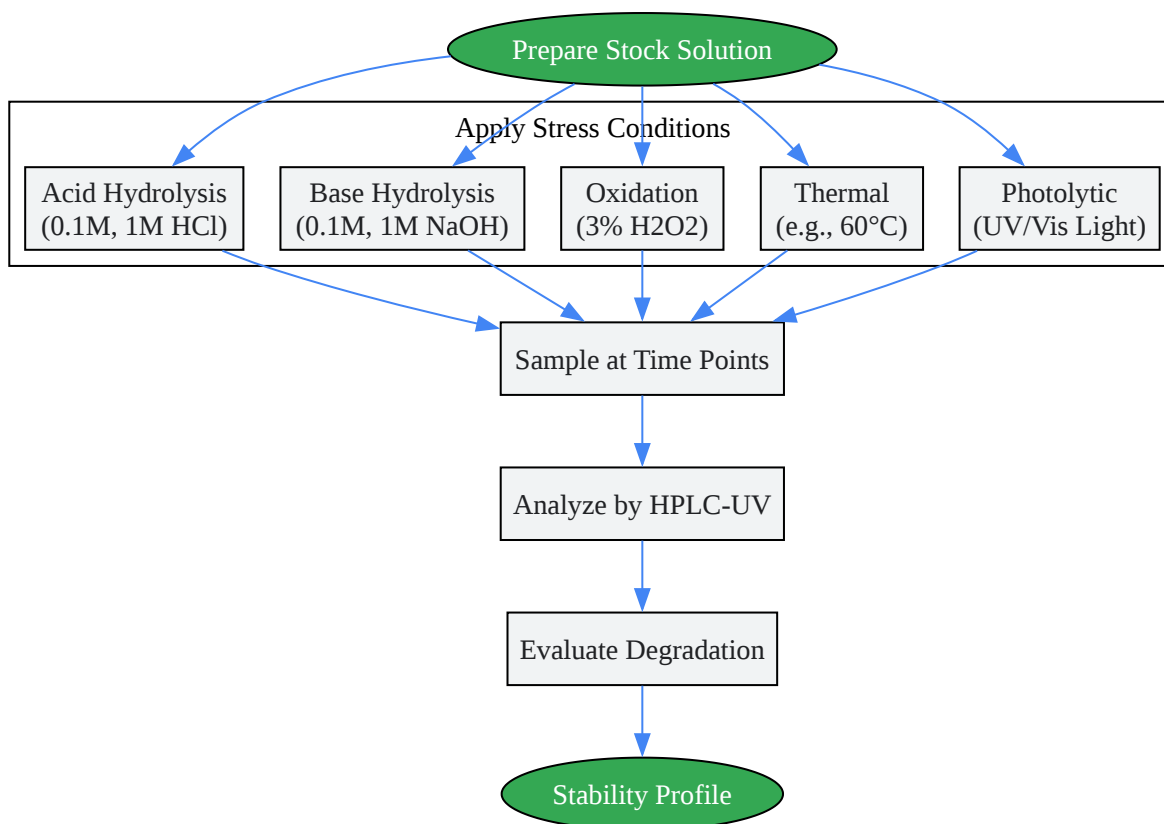 Prepare Stock Solution
Apply Stress Conditions
Acid Hydrolysis
(0.1M, 1M HCl)
Base Hydrolysis
(0.1M, 1M NaOH)
Oxidation
(3% H2O2)
Thermal
(e.g., 60°C)
Photolytic
(UV/Vis Light)
Sample at Time Points
Analyze by HPLC-UV
Evaluate Degradation
Stability Profile